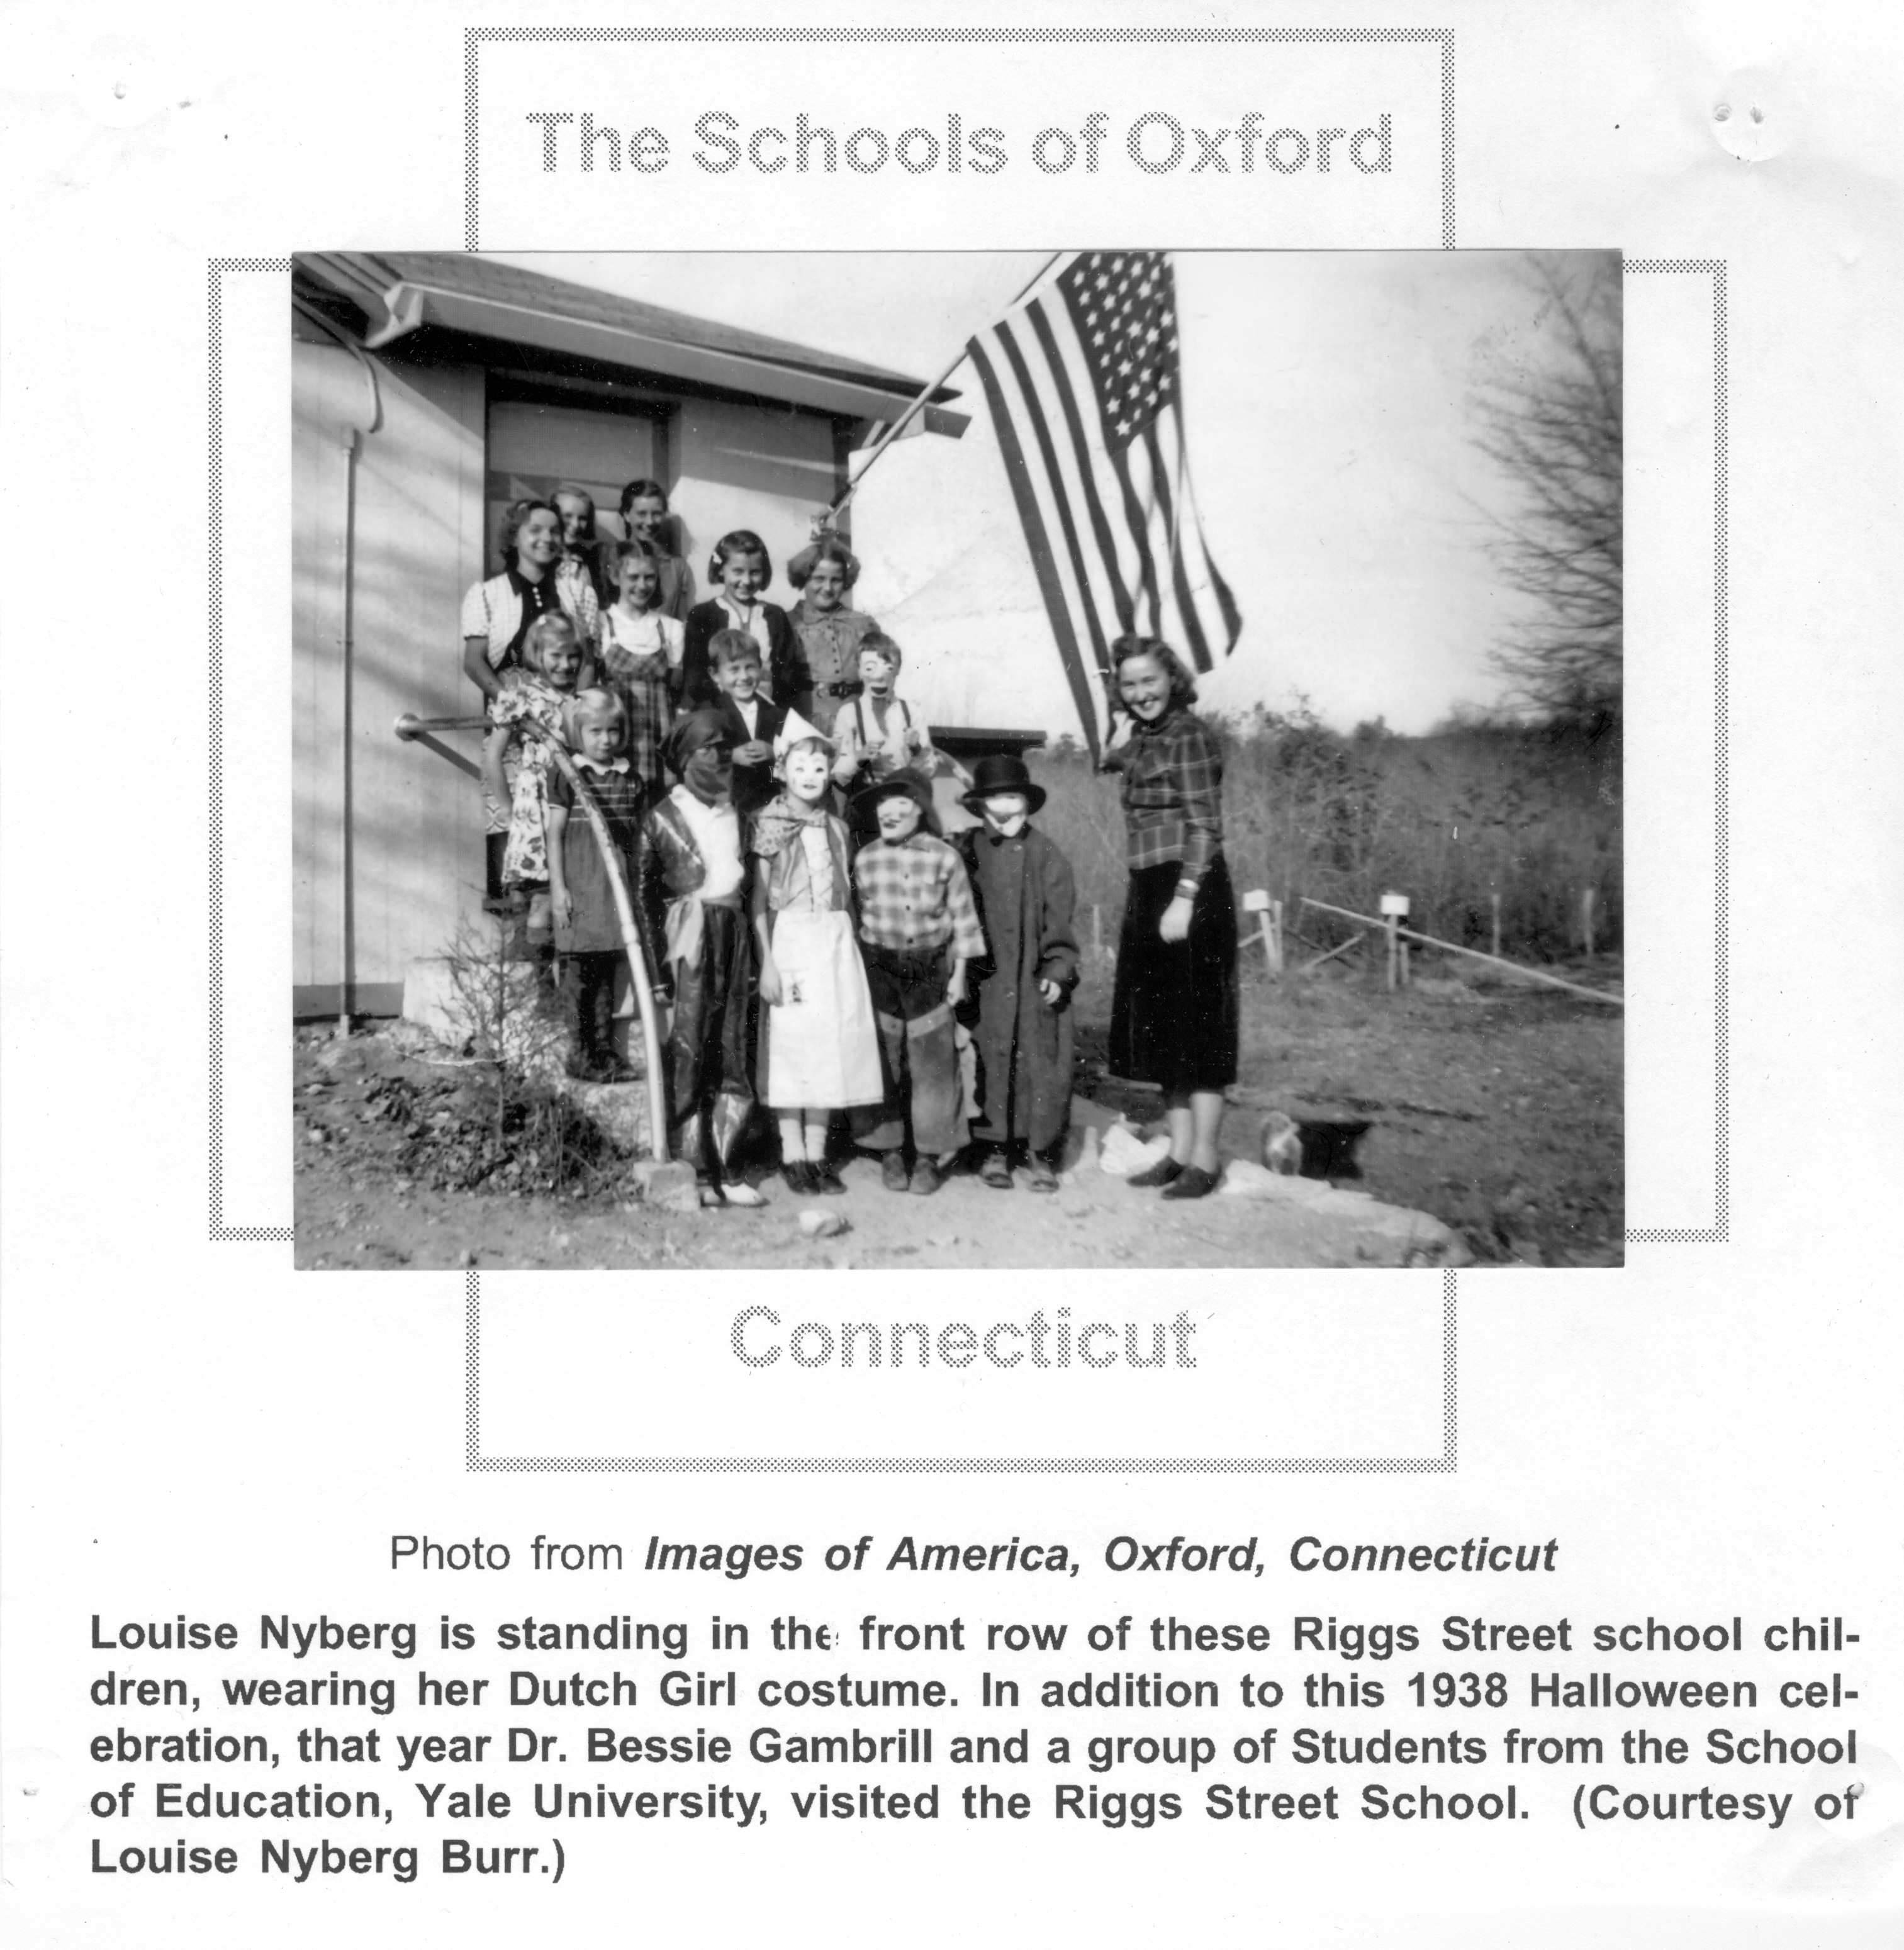 The Schools of Oxford
Connecticut
Photo from Images of America, Oxford, Connecticut
Louise Nyberg is standing in the front row of these Riggs Street school chil-
dren, wearing her Dutch Girl costume. In addition to this 1938 Halloween cel-
ebration, that year Dr. Bessie Gambrill and a group of Students from the School
of Education, Yale University, visited the Riggs Street School. (Courtesy of
Louise Nyberg Burr.)